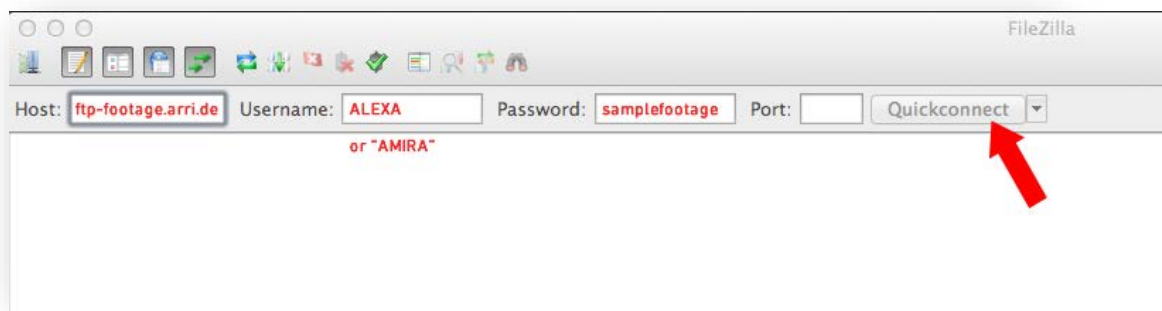 FileZilla
Host: ftp-footage.arri.de Username: ALEXA Password: samplefootage Port: Quickconnect
or "AMIRA"